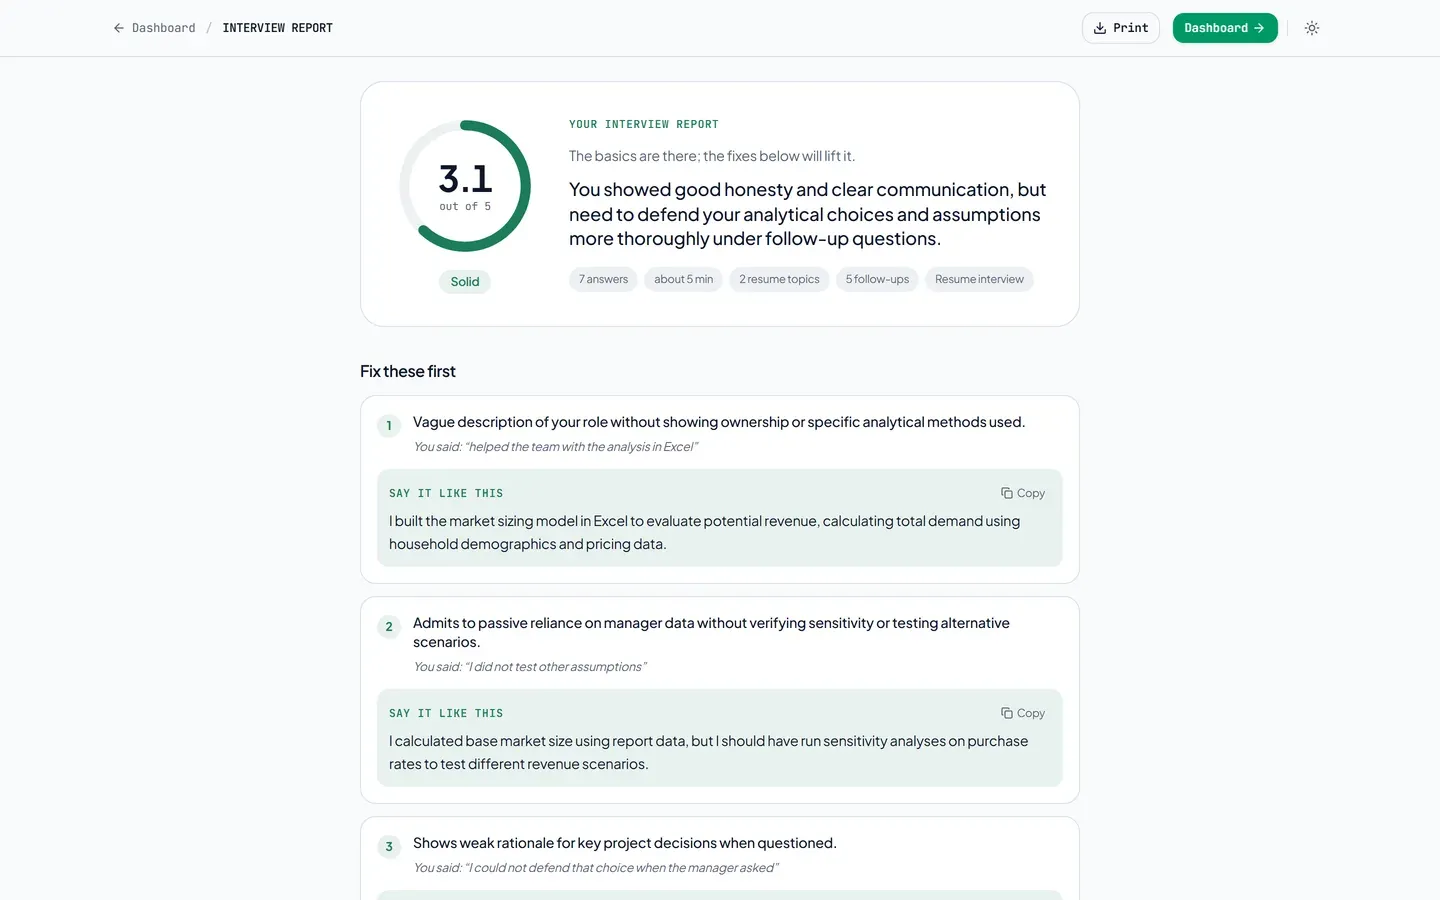 Dashboard / INTERVIEW REPORT
Print
Dashboard
YOUR INTERVIEW REPORT
The basics are there; the fixes below will lift it.
3.1
out of 5
Solid
You showed good honesty and clear communication, but
need to defend your analytical choices and assumptions
more thoroughly under follow-up questions.
7 answers
about 5 min
2 resume topics
5 follow-ups
Resume interview
Fix these first
1
Vague description of your role without showing ownership or specific analytical methods used.
You said: “helped the team with the analysis in Excel”
SAY IT LIKE THIS
Copy
I built the market sizing model in Excel to evaluate potential revenue, calculating total demand using
household demographics and pricing data.
2
Admits to passive reliance on manager data without verifying sensitivity or testing alternative
scenarios.
You said: “I did not test other assumptions”
SAY IT LIKE THIS
Copy
I calculated base market size using report data, but I should have run sensitivity analyses on purchase
rates to test different revenue scenarios.
3
Shows weak rationale for key project decisions when questioned.
You said: “I could not defend that choice when the manager asked”